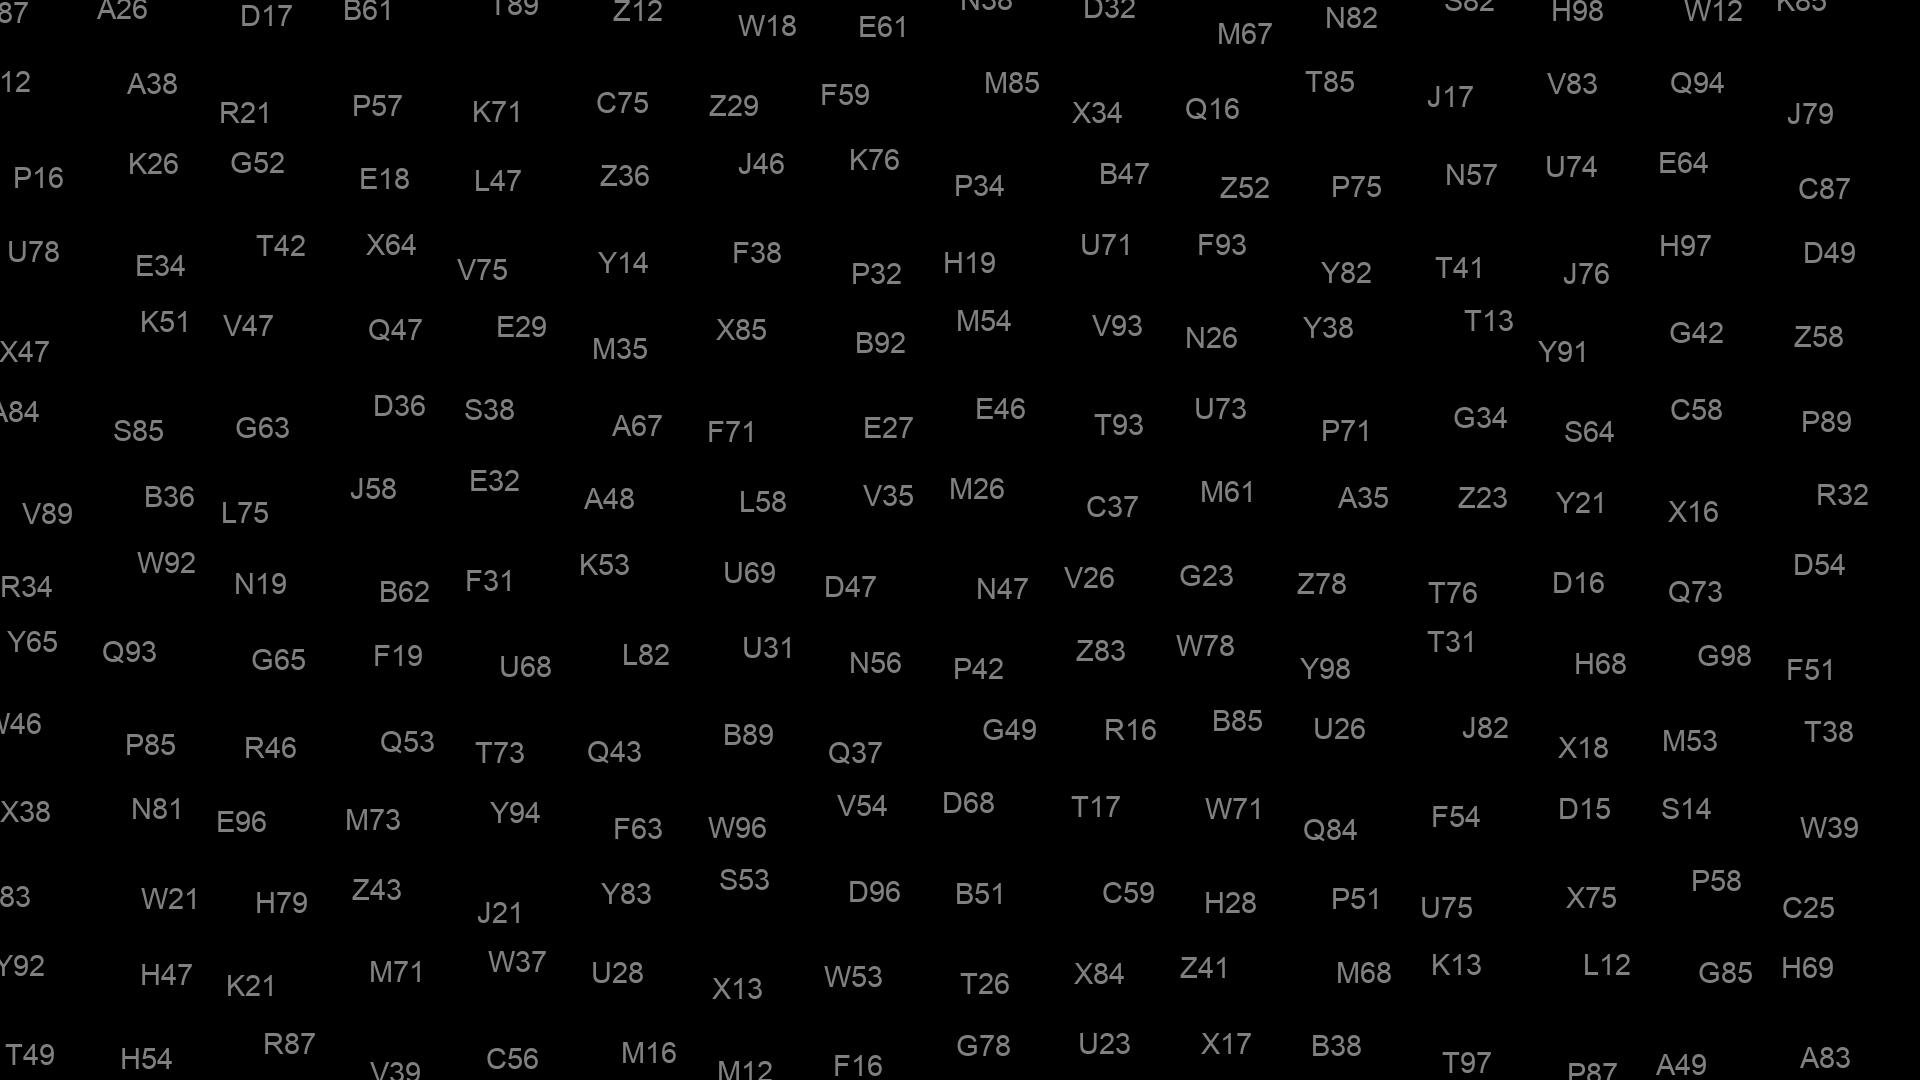 A26 D17 B61 T89 Z12 W18 E61 N38 D32 M67 N82 S82 H98 W12 K85
12 A38 R21 P57 K71 C75 Z29 F59 M85 X34 Q16 T85 J17 V83 Q94 J79
P16 K26 G52 E18 L47 Z36 J46 K76 P34 B47 Z52 P75 N57 U74 E64 C87
U78 E34 T42 X64 V75 Y14 F38 P32 H19 U71 F93 Y82 T41 J76 H97 D49
X47 K51 V47 Q47 E29 M35 X85 B92 M54 V93 N26 Y38 T13 Y91 G42 Z58
A84 S85 G63 D36 S38 A67 F71 E27 E46 T93 U73 P71 G34 S64 C58 P89
V89 B36 L75 J58 E32 A48 L58 V35 M26 C37 M61 A35 Z23 Y21 X16 R32
R34 W92 N19 B62 F31 K53 U69 D47 N47 V26 G23 Z78 T76 D16 Q73 D54
Y65 Q93 G65 F19 U68 L82 U31 N56 P42 Z83 W78 Y98 T31 H68 G98 F51
W46 P85 R46 Q53 T73 Q43 B89 Q37 G49 R16 B85 U26 J82 X18 M53 T38
X38 N81 E96 M73 Y94 F63 W96 V54 D68 T17 W71 Q84 F54 D15 S14 W39
83 W21 H79 Z43 J21 Y83 S53 D96 B51 C59 H28 P51 U75 X75 P58 C25
Y92 H47 K21 M71 W37 U28 X13 W53 T26 X84 Z41 M68 K13 L12 G85 H69
T49 H54 R87 V39 C56 M16 M12 F16 G78 U23 X17 B38 T97 P87 A49 A83